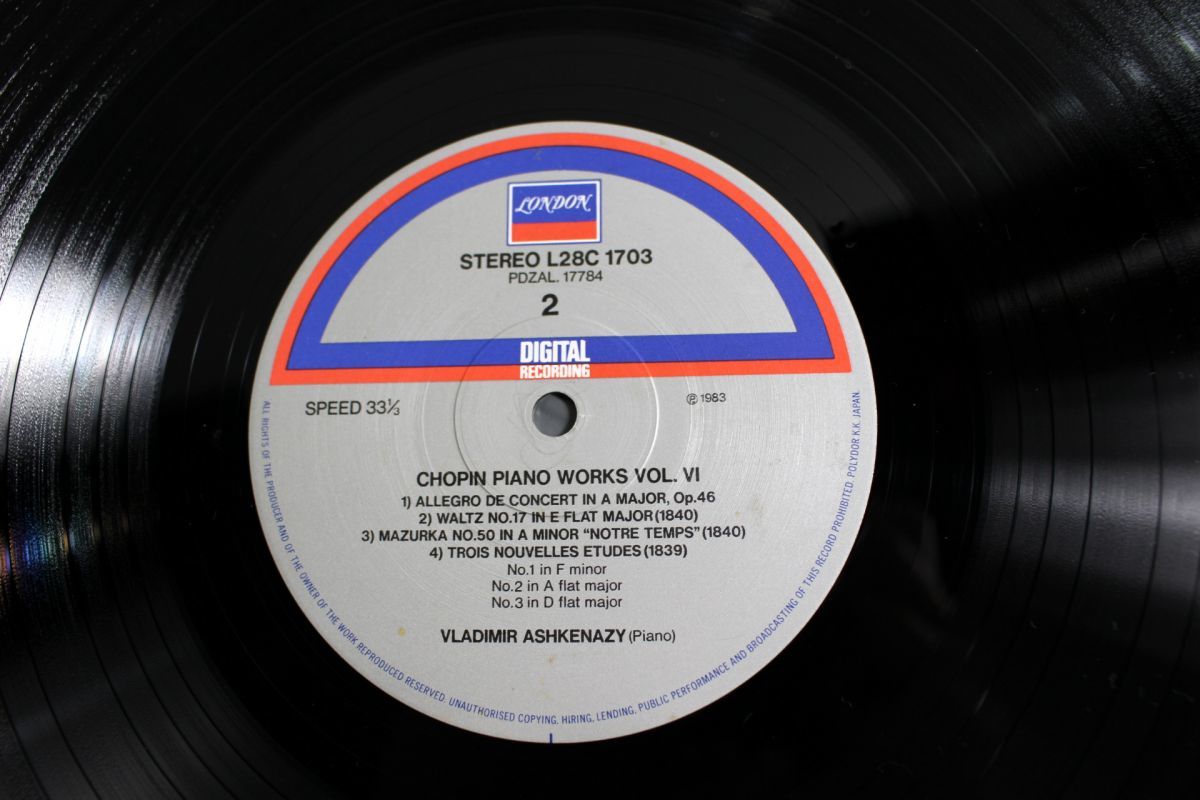 LONDON
STEREO L28C 1703
PDZAL. 17784
2
DIGITAL
RECORDING
SPEED 33⅓
℗ 1983
CHOPIN PIANO WORKS VOL. VI
1) ALLEGRO DE CONCERT IN A MAJOR, Op.46
2) WALTZ NO.17 IN E FLAT MAJOR (1840)
3) MAZURKA NO.50 IN A MINOR "NOTRE TEMPS" (1840)
4) TROIS NOUVELLES ETUDES (1839)
No.1 in F minor
No.2 in A flat major
No.3 in D flat major
VLADIMIR ASHKENAZY (Piano)
ALL RIGHTS OF THE PRODUCER AND OF THE OWNER OF THE WORK REPRODUCED RESERVED. UNAUTHORISED COPYING, HIRING, LENDING, PUBLIC PERFORMANCE AND BROADCASTING OF THIS RECORD PROHIBITED. POLYDOR K.K. JAPAN